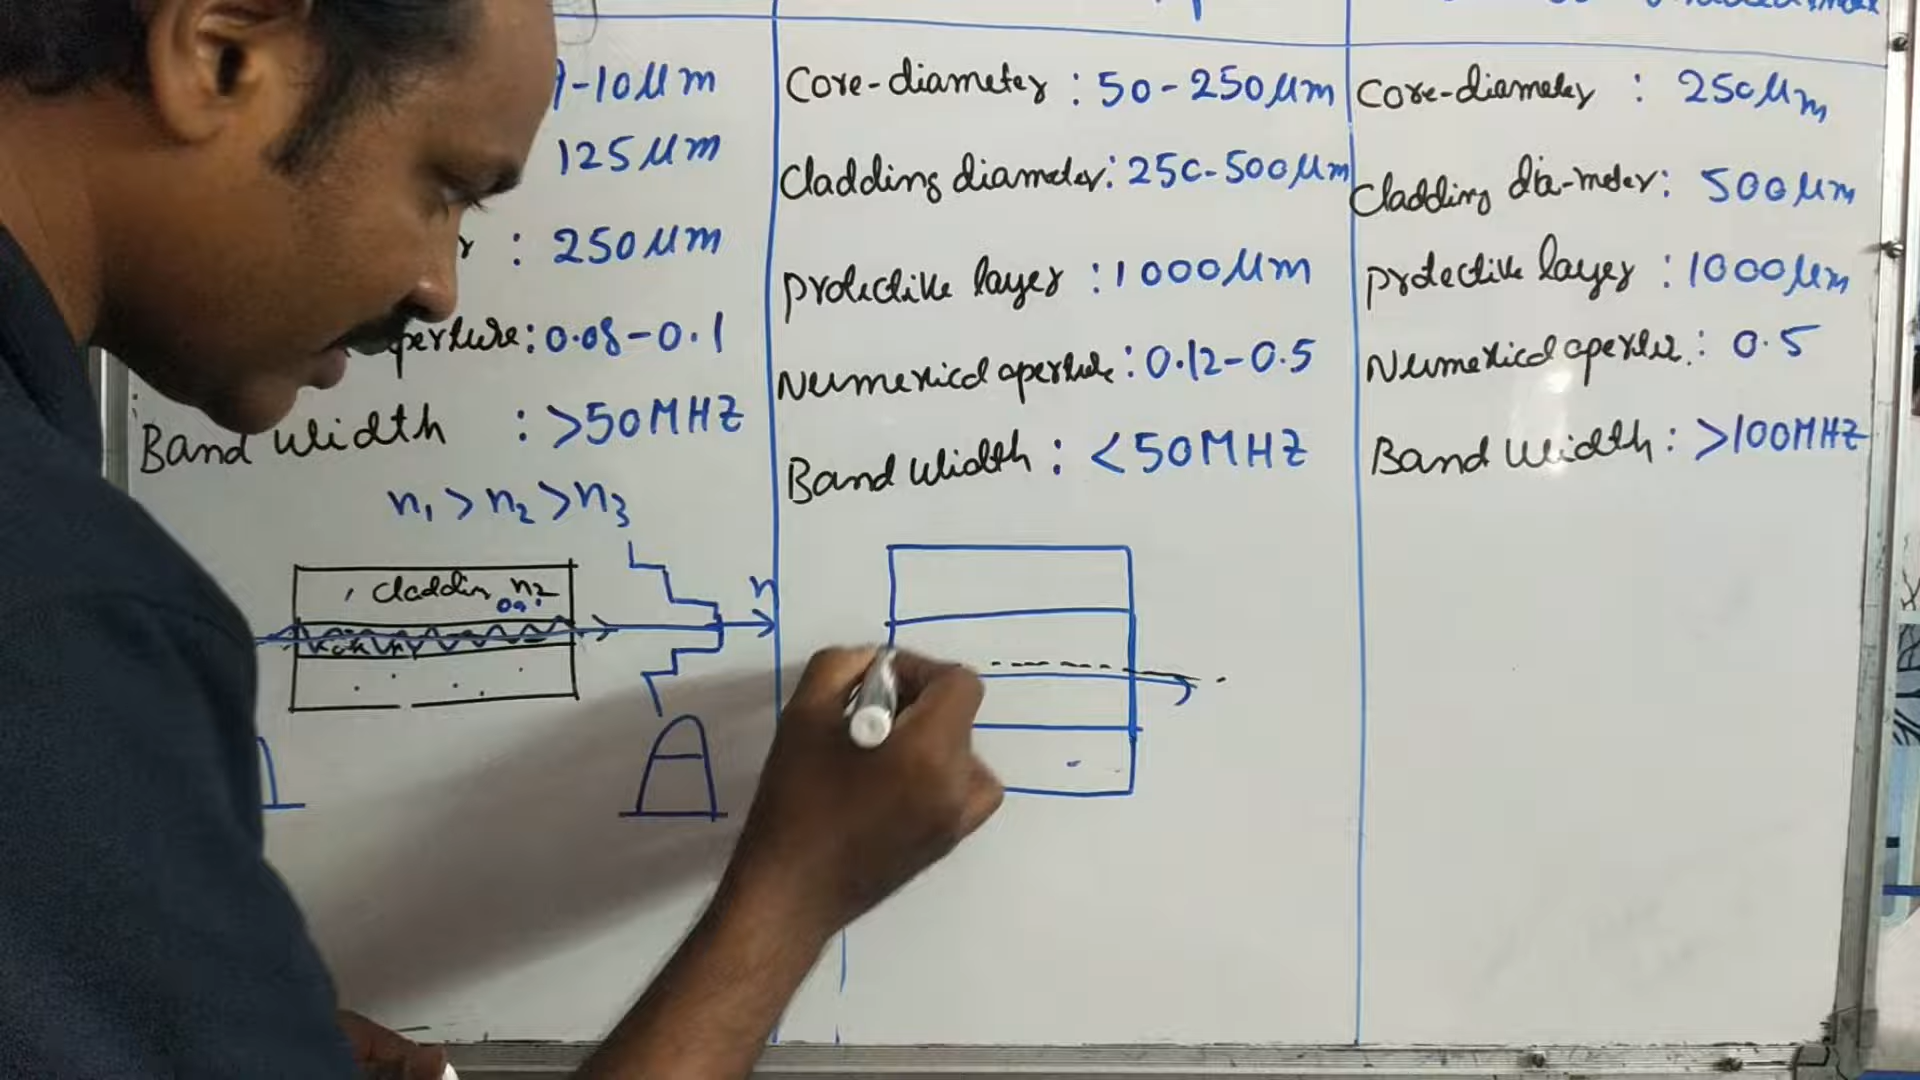 9-10μm
125μm
r : 250μm
perture : 0.08-0.1
Band Width : >50MHZ
n1 > n2 > n3
Cladding n2
n
Core-diameter : 50-250μm
Cladding diameter : 250-500μm
Protective layer : 1000μm
Numerical aperture : 0.12-0.5
Band Width : <50MHZ
Core-diameter : 250μm
Cladding dia-meter : 500μm
Protective layer : 1000μm
Numerical aperture : 0.5
Band Width : >100MHZ